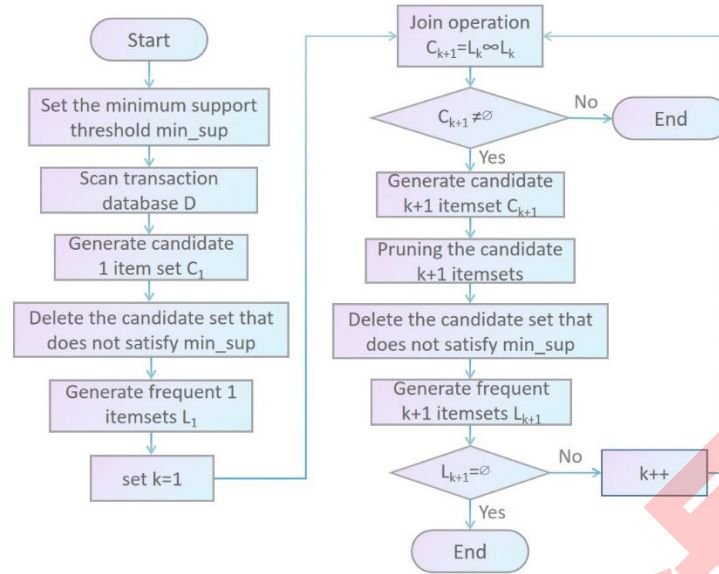 Start
Set the minimum support
threshold min_sup
Scan transaction
database D
Generate candidate
1 item set C₁
Delete the candidate set that
does not satisfy min_sup
Generate frequent 1
itemsets L₁
set k=1
Join operation
Cₖ₊₁=Lₖ∞Lₖ
Cₖ₊₁≠∅
No
End
Yes
Generate candidate
k+1 itemset Cₖ₊₁
Pruning the candidate
k+1 itemsets
Delete the candidate set that
does not satisfy min_sup
Generate frequent
k+1 itemsets Lₖ₊₁
Lₖ₊₁=∅
No
k++
Yes
End